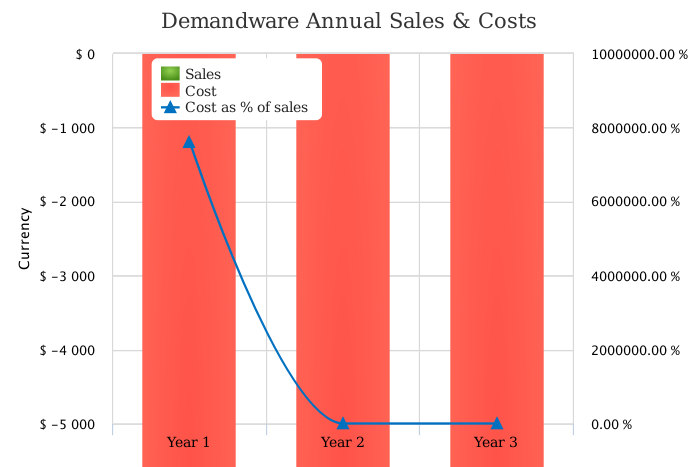 Demandware Annual Sales & Costs
$ 0
$ −1 000
$ −2 000
$ −3 000
$ −4 000
$ −5 000
Currency
Sales
Cost
Cost as % of sales
10000000.00 %
8000000.00 %
6000000.00 %
4000000.00 %
2000000.00 %
0.00 %
Year 1
Year 2
Year 3